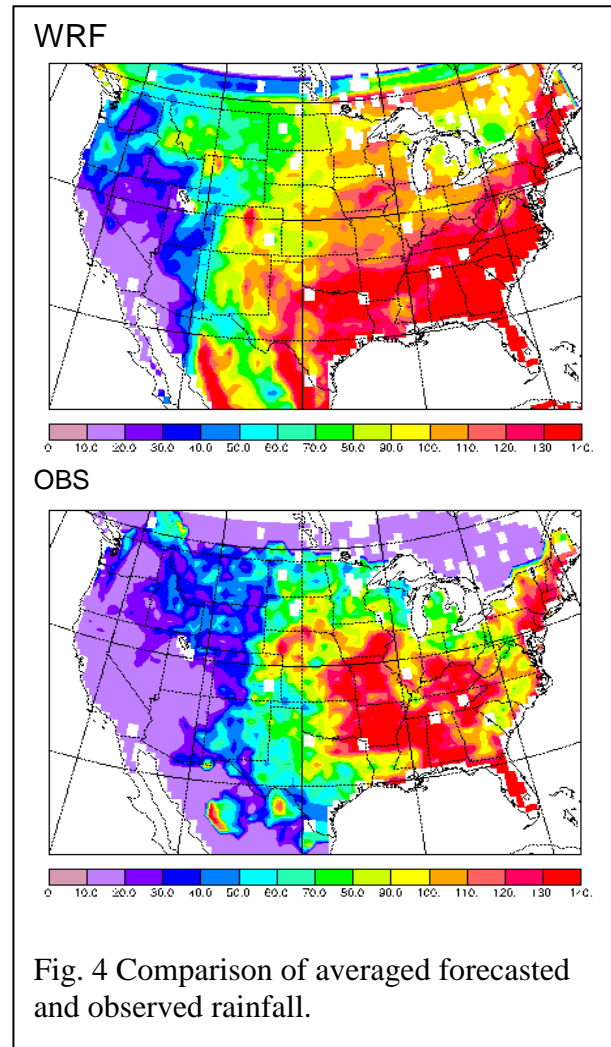 WRF
0 10.0 20.0 30.0 40.0 50.0 60.0 70.0 80.0 90.0 100. 110. 120. 130 140.
OBS
0 10.0 20.0 30.0 40.0 50.0 60.0 70.0 80.0 90.0 100. 110. 120. 130 140.
Fig. 4 Comparison of averaged forecasted
and observed rainfall.